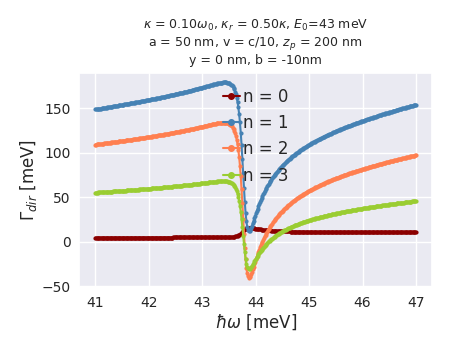 κ = 0.10ω₀, κᵣ = 0.50κ, E₀=43 meV
a = 50 nm, v = c/10, zₚ = 200 nm
y = 0 nm, b = -10nm
n = 0
n = 1
n = 2
n = 3
150
100
50
0
−50
Γ_dir [meV]
41 42 43 44 45 46 47
ℏω [meV]